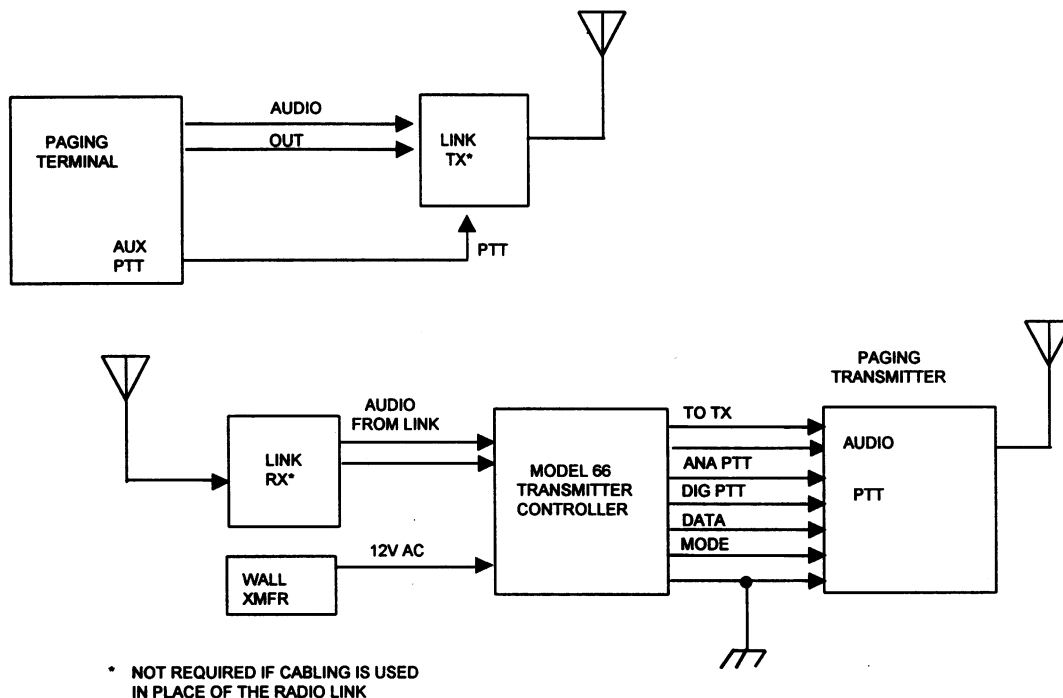 AUDIO
OUT
PAGING
TERMINAL
LINK
TX*
AUX
PTT
PTT
PAGING
TRANSMITTER
AUDIO
FROM LINK
LINK
RX*
MODEL 66
TRANSMITTER
CONTROLLER
TO TX
ANA PTT
DIG PTT
DATA
MODE
AUDIO
PTT
12V AC
WALL
XMFR
* NOT REQUIRED IF CABLING IS USED
IN PLACE OF THE RADIO LINK